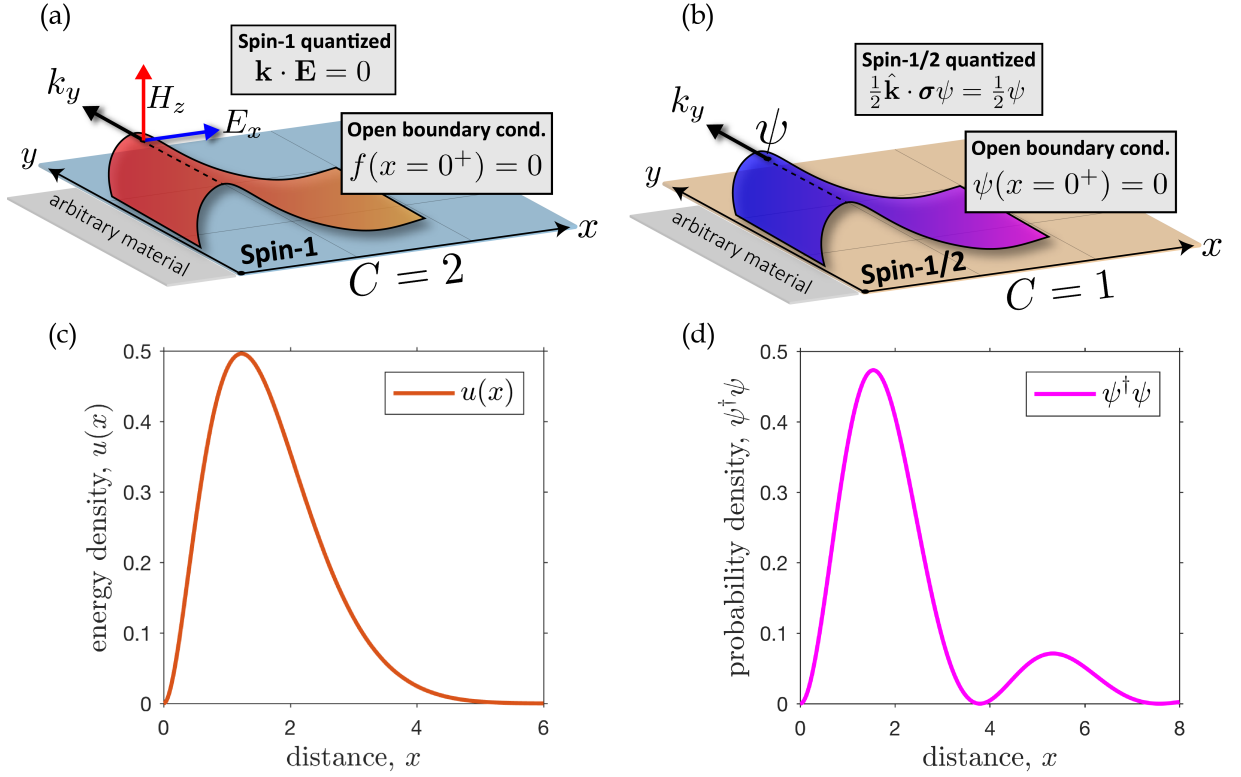 (a)
Spin-1 quantized
k · E = 0
k_y
H_z
E_x
Open boundary cond.
f(x = 0⁺) = 0
y
arbitrary material
Spin-1
C = 2
x
(b)
Spin-1/2 quantized
½k̂ · σψ = ½ψ
k_y
ψ
Open boundary cond.
ψ(x = 0⁺) = 0
y
arbitrary material
Spin-1/2
C = 1
x
(c)
energy density, u(x)
0.5
0.4
0.3
0.2
0.1
0
u(x)
0 2 4 6
distance, x
(d)
probability density, ψ†ψ
0.5
0.4
0.3
0.2
0.1
0
ψ†ψ
0 2 4 6 8
distance, x